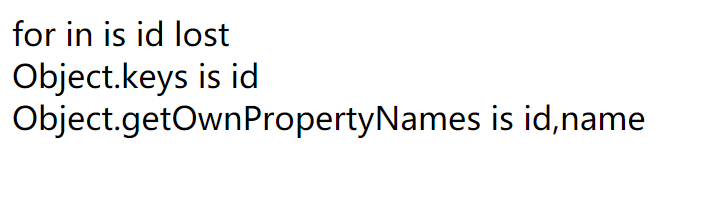 for in is id lost
Object.keys is id
Object.getOwnPropertyNames is id,name